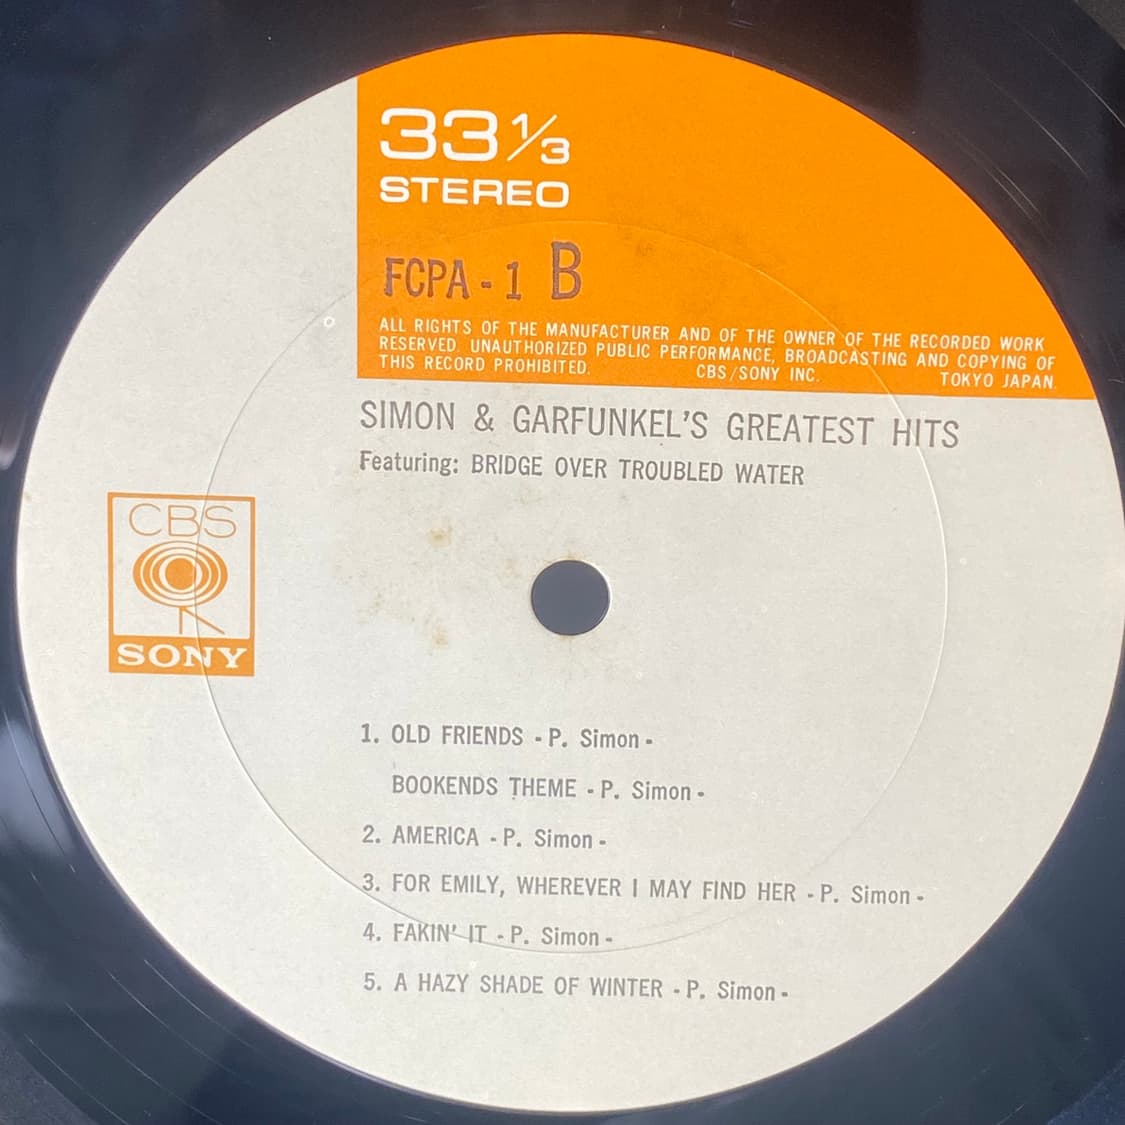 33 1/3
STEREO
FCPA - 1 B
ALL RIGHTS OF THE MANUFACTURER AND OF THE OWNER OF THE RECORDED WORK
RESERVED. UNAUTHORIZED PUBLIC PERFORMANCE, BROADCASTING AND COPYING OF
THIS RECORD PROHIBITED. CBS/SONY INC. TOKYO JAPAN.
SIMON & GARFUNKEL'S GREATEST HITS
Featuring: BRIDGE OVER TROUBLED WATER
CBS
SONY
1. OLD FRIENDS - P. Simon -
BOOKENDS THEME - P. Simon -
2. AMERICA - P. Simon -
3. FOR EMILY, WHEREVER I MAY FIND HER - P. Simon -
4. FAKIN' IT - P. Simon -
5. A HAZY SHADE OF WINTER - P. Simon -